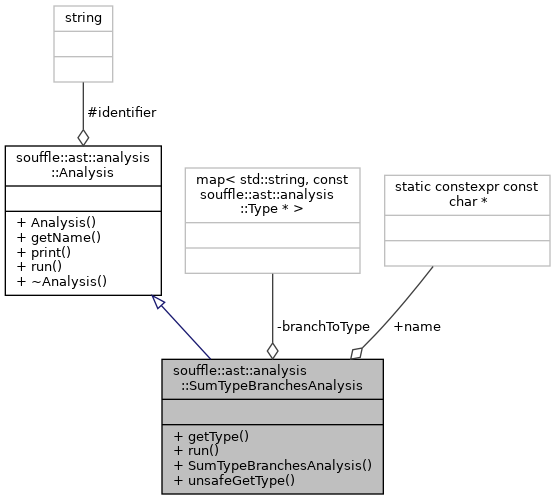 string
#identifier
souffle::ast::analysis
::Analysis
+ Analysis()
+ getName()
+ print()
+ run()
+ ~Analysis()
map< std::string, const
souffle::ast::analysis
::Type * >
static constexpr const
char *
-branchToType
+name
souffle::ast::analysis
::SumTypeBranchesAnalysis
+ getType()
+ run()
+ SumTypeBranchesAnalysis()
+ unsafeGetType()